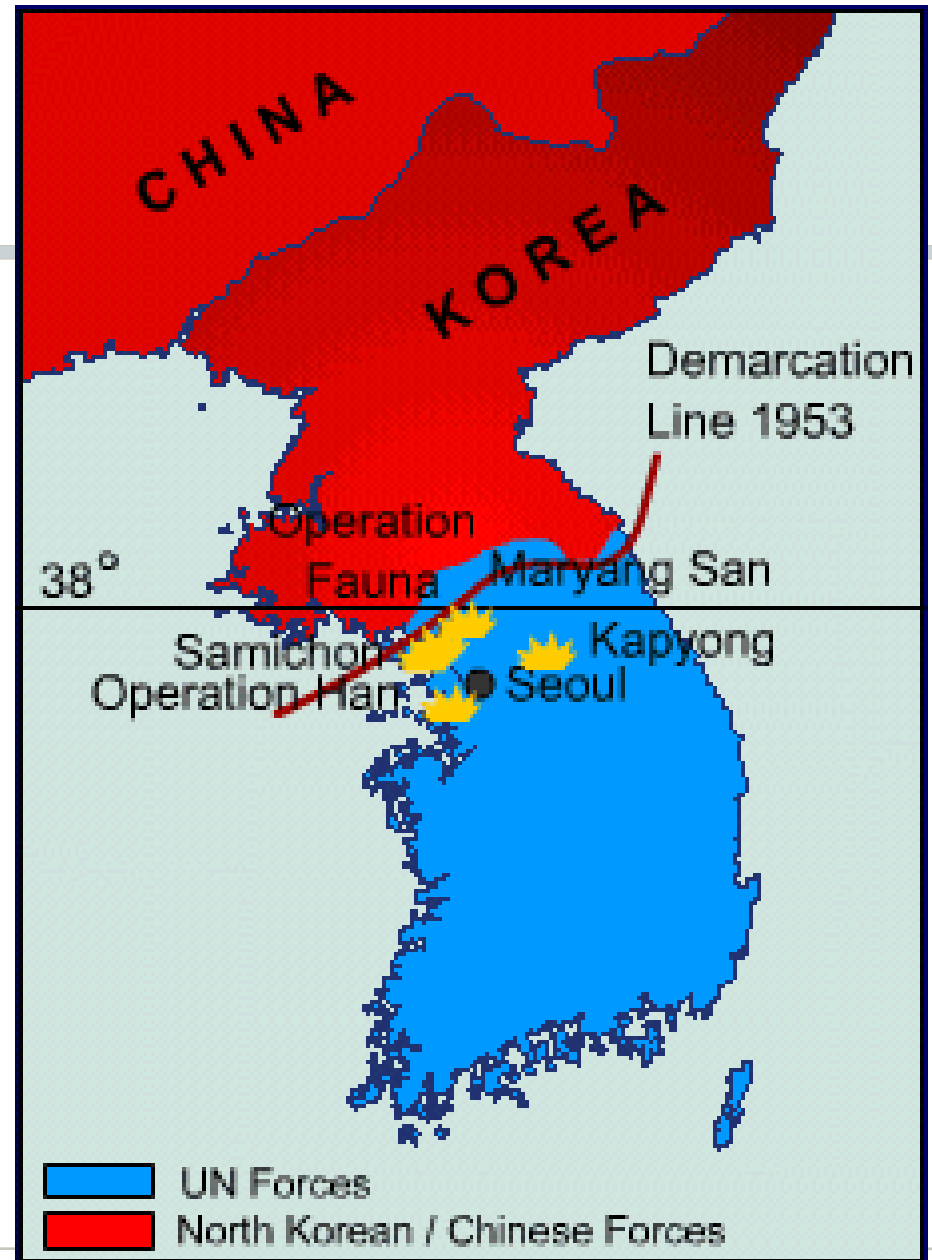 CHINA
KOREA
Demarcation
Line 1953
Operation
Fauna
Maryang San
38°
Samichon
Kapyong
Operation Han
Seoul
UN Forces
North Korean / Chinese Forces